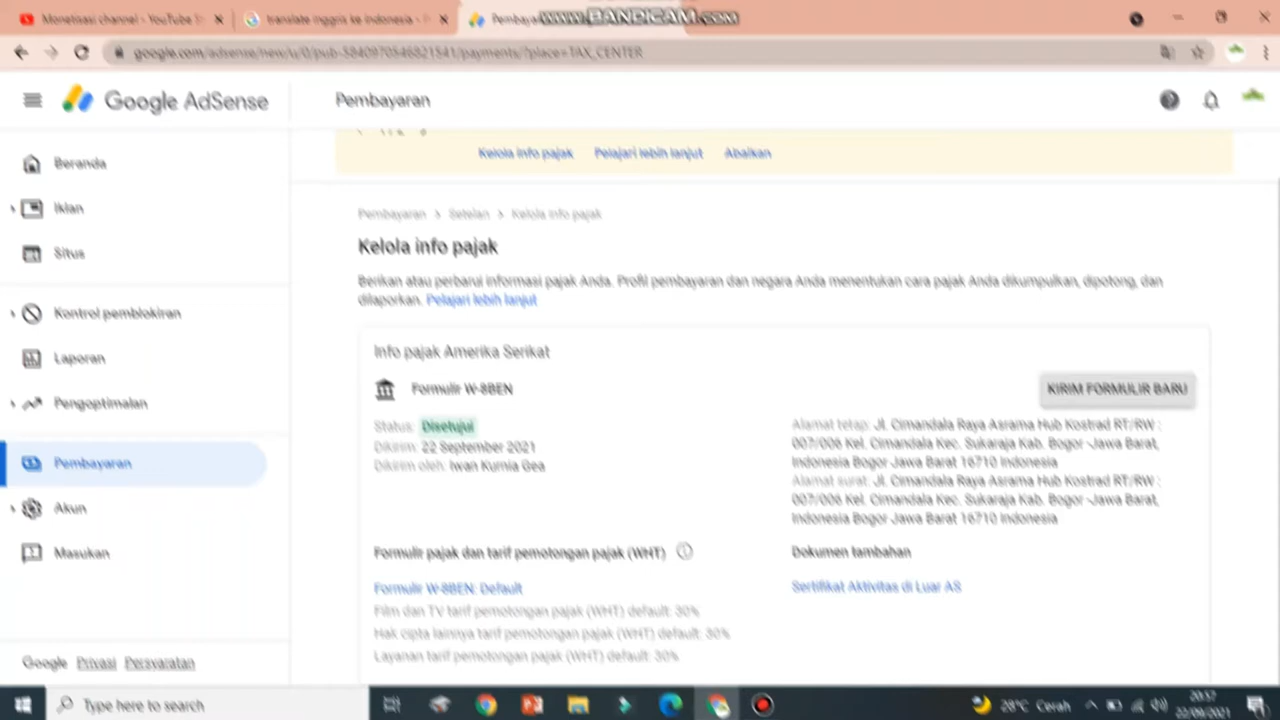 Monetisasi channel - YouTube S
translate inggris ke indonesia -
www.BANDICAM.com
google.com/adsense/new/u/0/pub-5840970546821541/payments/?place=TAX_CENTER
Google AdSense
Pembayaran
Kelola info pajak Pelajari lebih lanjut Abaikan
Beranda
Iklan
Situs
Kontrol pemblokiran
Laporan
Pengoptimalan
Pembayaran
Akun
Masukan
Google Privasi Persyaratan
Pembayaran > Setelan > Kelola info pajak
Kelola info pajak
Berikan atau perbarui informasi pajak Anda. Profil pembayaran dan negara Anda menentukan cara pajak Anda dikumpulkan, dipotong, dan
dilaporkan. Pelajari lebih lanjut
Info pajak Amerika Serikat
Formulir W-8BEN
KIRIM FORMULIR BARU
Status: Disetujui
Dikirim: 22 September 2021
Dikirim oleh: Iwan Kurnia Gea
Alamat tetap: Jl. Cimandala Raya Asrama Hub Kostrad RT/RW :
007/006 Kel. Cimandala Kec. Sukaraja Kab. Bogor -Jawa Barat,
Indonesia Bogor Jawa Barat 16710 Indonesia
Alamat surat: Jl. Cimandala Raya Asrama Hub Kostrad RT/RW :
007/006 Kel. Cimandala Kec. Sukaraja Kab. Bogor -Jawa Barat,
Indonesia Bogor Jawa Barat 16710 Indonesia
Formulir pajak dan tarif pemotongan pajak (WHT)
Formulir W-8BEN: Default
Film dan TV tarif pemotongan pajak (WHT) default: 30%
Hak cipta lainnya tarif pemotongan pajak (WHT) default: 30%
Layanan tarif pemotongan pajak (WHT) default: 30%
Dokumen tambahan
Sertifikat Aktivitas di Luar AS
Type here to search
28°C Cerah
20:57
22/09/2021